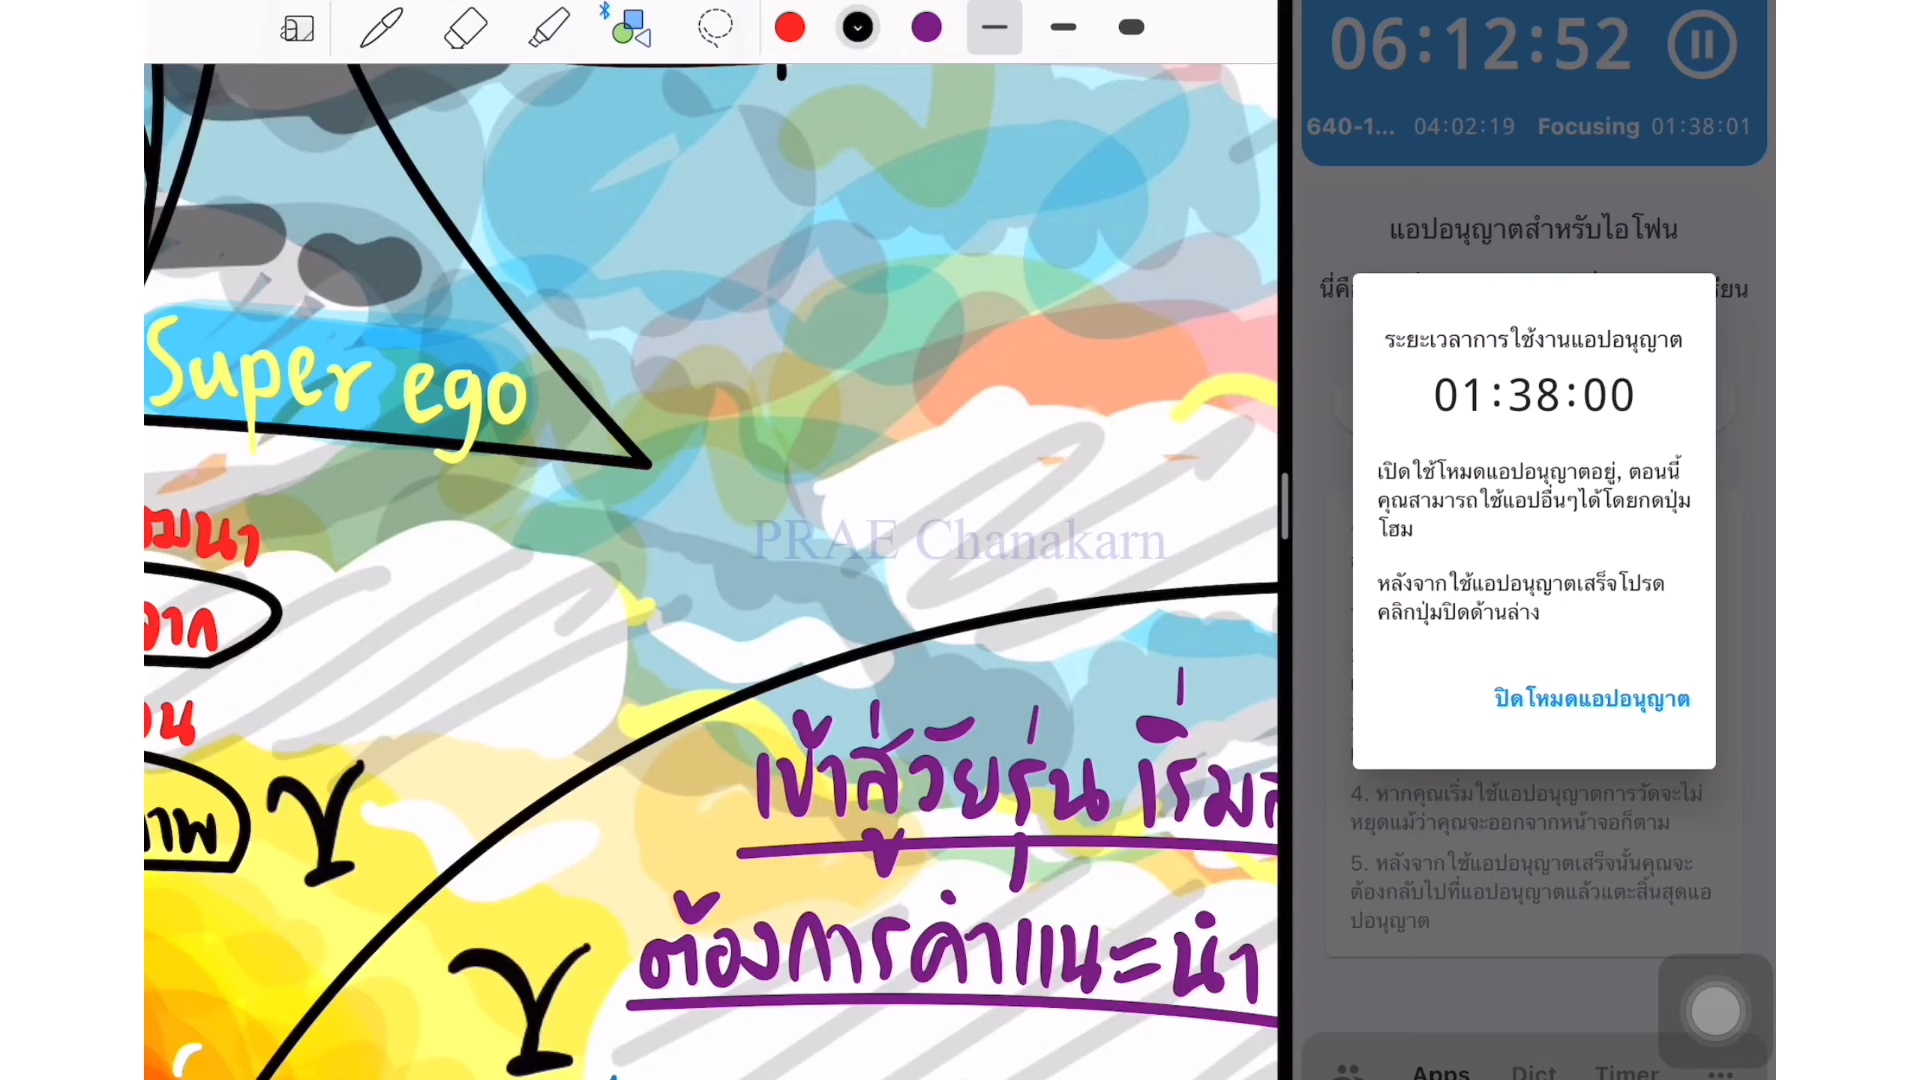 Super ego
PRAE Chanakarn
เข้าสู่วัยรุ่น เริ่ม
ต้องการคำแนะนำ
06:12:52
640-1... 04:02:19 Focusing 01:38:01
แอปอนุญาตสำหรับไอโฟน
ระยะเวลาการใช้งานแอปอนุญาต
01:38:00
เปิดใช้โหมดแอปอนุญาตอยู่, ตอนนี้
คุณสามารถใช้แอปอื่นๆได้โดยกดปุ่ม
โฮม
หลังจากใช้แอปอนุญาตเสร็จโปรด
คลิกปุ่มปิดด้านล่าง
ปิดโหมดแอปอนุญาต
4. หากคุณเริ่มใช้แอปอนุญาตการวัดจะไม่
หยุดแม้ว่าคุณจะออกจากหน้าจอก็ตาม
5. หลังจากใช้แอปอนุญาตเสร็จนั้นคุณจะ
ต้องกลับไปที่แอปอนุญาตแล้วแตะสิ้นสุดแอ
ปอนุญาต
Apps Dict Timer